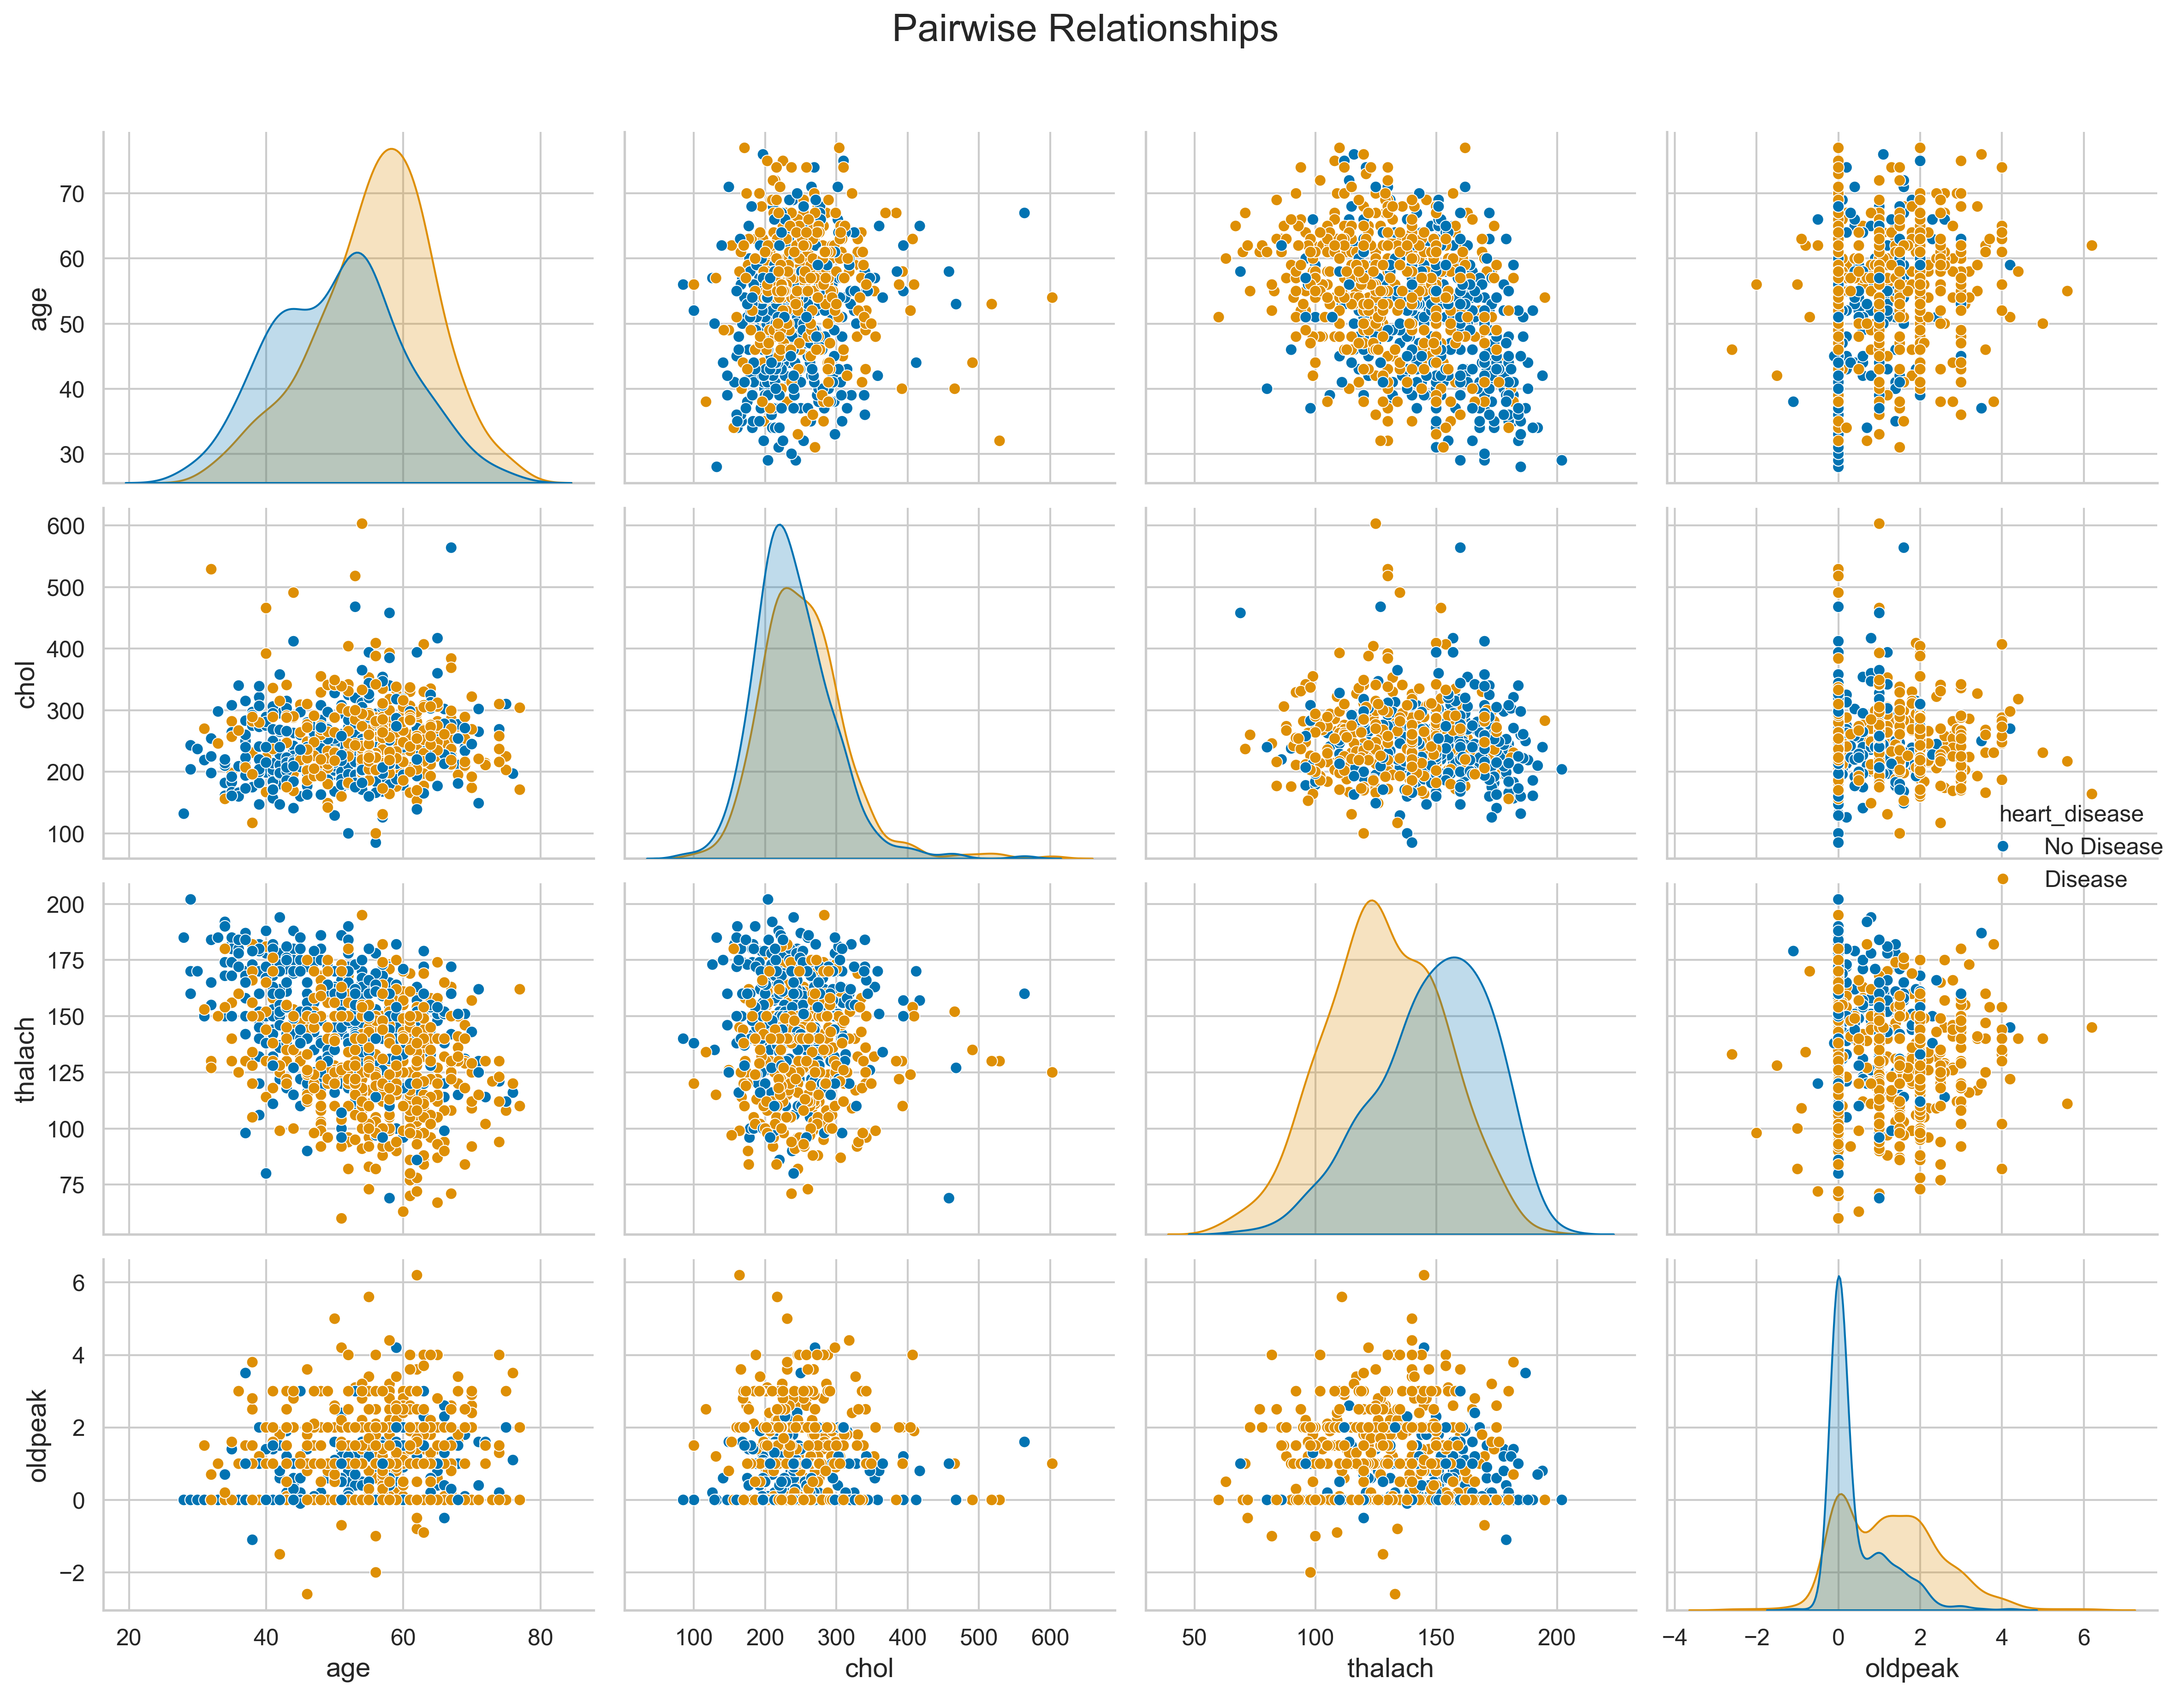 Pairwise Relationships
70
60
50
40
30
age
600
500
400
300
200
100
chol
heart_disease
No Disease
Disease
200
175
150
125
100
75
thalach
6
4
2
0
−2
oldpeak
20 40 60 80
100 200 300 400 500 600
50 100 150 200
−4 −2 0 2 4 6
age
chol
thalach
oldpeak